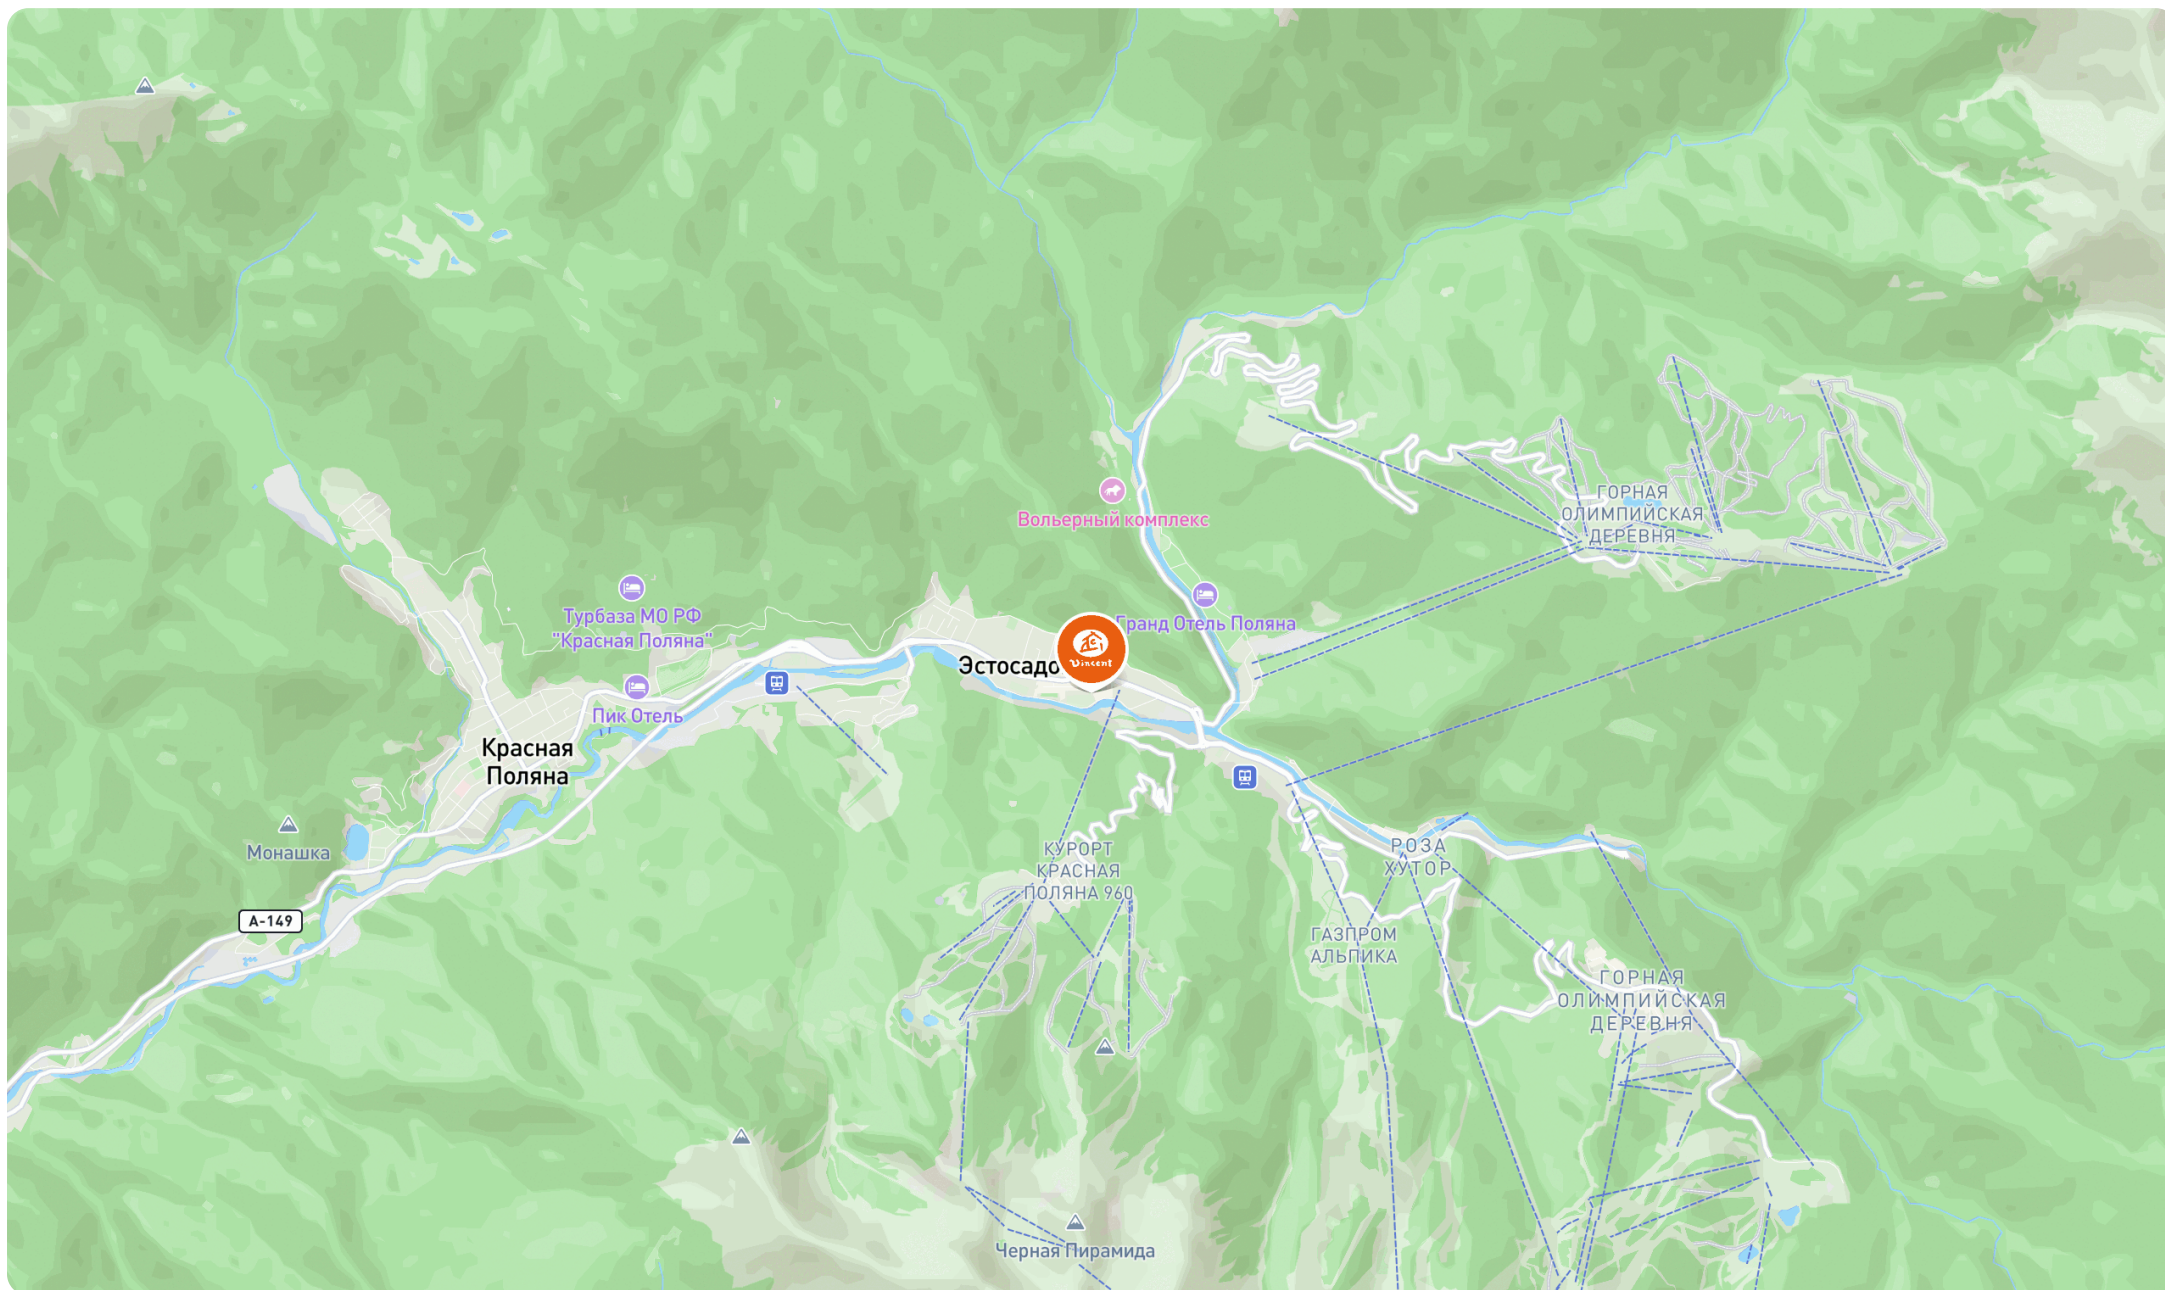 ГОРНАЯ
ОЛИМПИЙСКАЯ
ДЕРЕВНЯ
Вольерный комплекс
Турбаза МО РФ
"Красная Поляна"
Гранд Отель Поляна
Vincent
Эстосадо
Пик Отель
Красная
Поляна
Монашка
КУРОРТ
КРАСНАЯ
ПОЛЯНА 960
РОЗА
ХУТОР
А-149
ГАЗПРОМ
АЛЬПИКА
ГОРНАЯ
ОЛИМПИЙСКАЯ
ДЕРЕВНЯ
Черная Пирамида